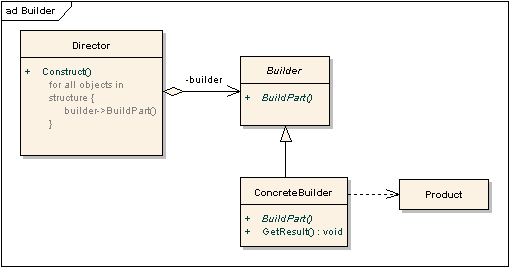 ad Builder
Director
+ Construct()
for all objects in
structure {
builder->BuildPart()
}
-builder
Builder
+ BuildPart()
ConcreteBuilder
+ BuildPart()
+ GetResult() : void
Product